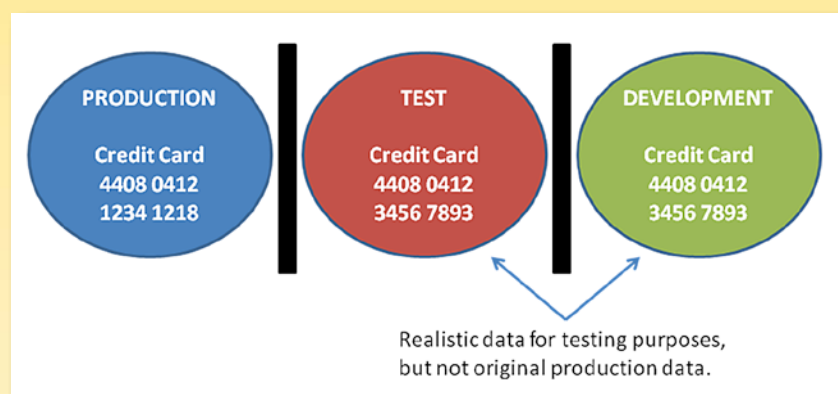 PRODUCTION
Credit Card
4408 0412
1234 1218
TEST
Credit Card
4408 0412
3456 7893
DEVELOPMENT
Credit Card
4408 0412
3456 7893
Realistic data for testing purposes,
but not original production data.